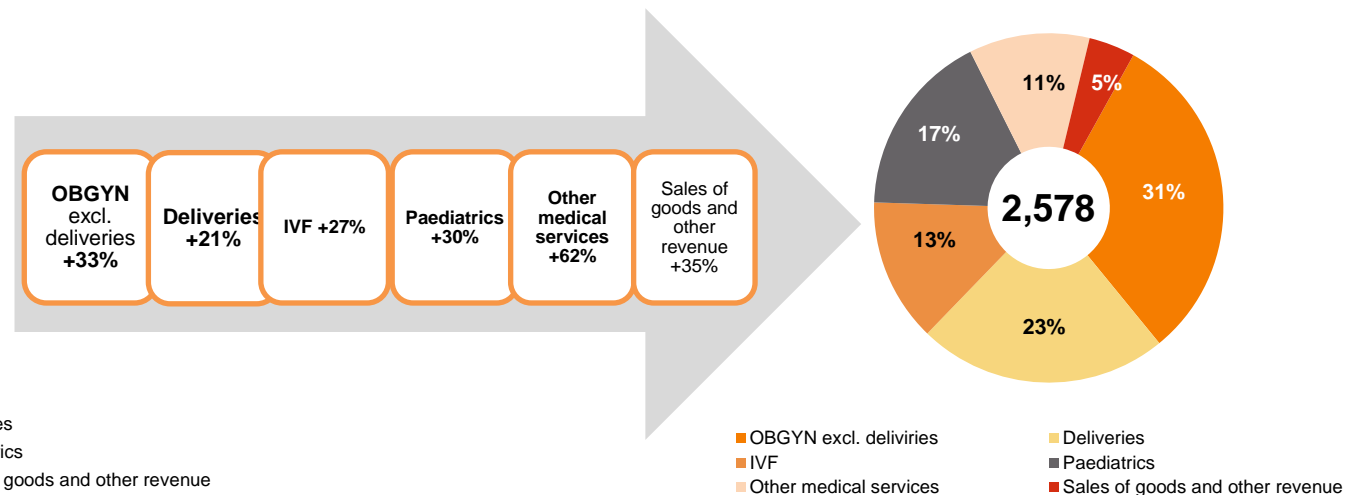 OBGYN
excl.
deliveries
+33%
Deliveries
+21%
IVF +27%
Paediatrics
+30%
Other
medical
services
+62%
Sales of
goods and
other
revenue
+35%
11%
5%
17%
31%
2,578
13%
23%
es
ics
goods and other revenue
OBGYN excl. deliviries
Deliveries
IVF
Paediatrics
Other medical services
Sales of goods and other revenue